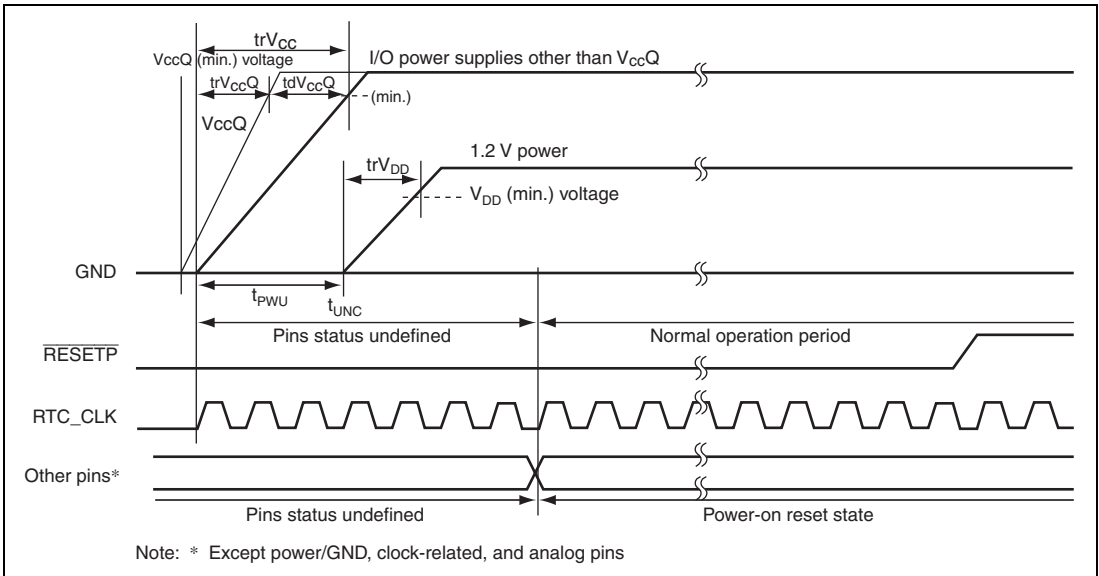 trVCC
VccQ (min.) voltage
I/O power supplies other than VCCQ
trVCCQ
tdVCCQ
(min.)
VccQ
1.2 V power
trVDD
VDD (min.) voltage
GND
tPWU
tUNC
Pins status undefined
Normal operation period
RESETP
RTC_CLK
Other pins*
Pins status undefined
Power-on reset state
Note: * Except power/GND, clock-related, and analog pins